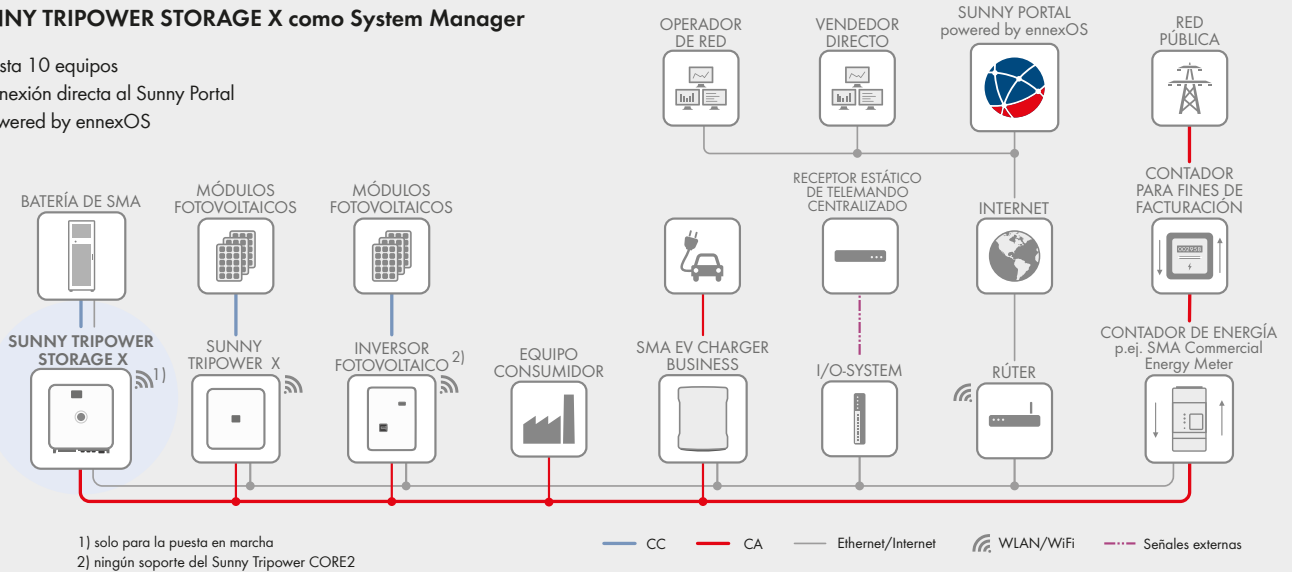 NNY TRIPOWER STORAGE X como System Manager
sta 10 equipos
nexión directa al Sunny Portal
wered by ennexOS
OPERADOR
DE RED
VENDEDOR
DIRECTO
SUNNY PORTAL
powered by ennexOS
RED
PÚBLICA
BATERÍA DE SMA
MÓDULOS
FOTOVOLTAICOS
MÓDULOS
FOTOVOLTAICOS
RECEPTOR ESTÁTICO
DE TELEMANDO
CENTRALIZADO
INTERNET
CONTADOR
PARA FINES DE
FACTURACIÓN
SUNNY TRIPOWER
STORAGE X
1)
SUNNY
TRIPOWER X
INVERSOR
FOTOVOLTAICO 2)
EQUIPO
CONSUMIDOR
SMA EV CHARGER
BUSINESS
I/O-SYSTEM
RÚTER
CONTADOR DE ENERGÍA
p.ej. SMA Commercial
Energy Meter
1) solo para la puesta en marcha
2) ningún soporte del Sunny Tripower CORE2
CC
CA
Ethernet/Internet
WLAN/WiFi
Señales externas